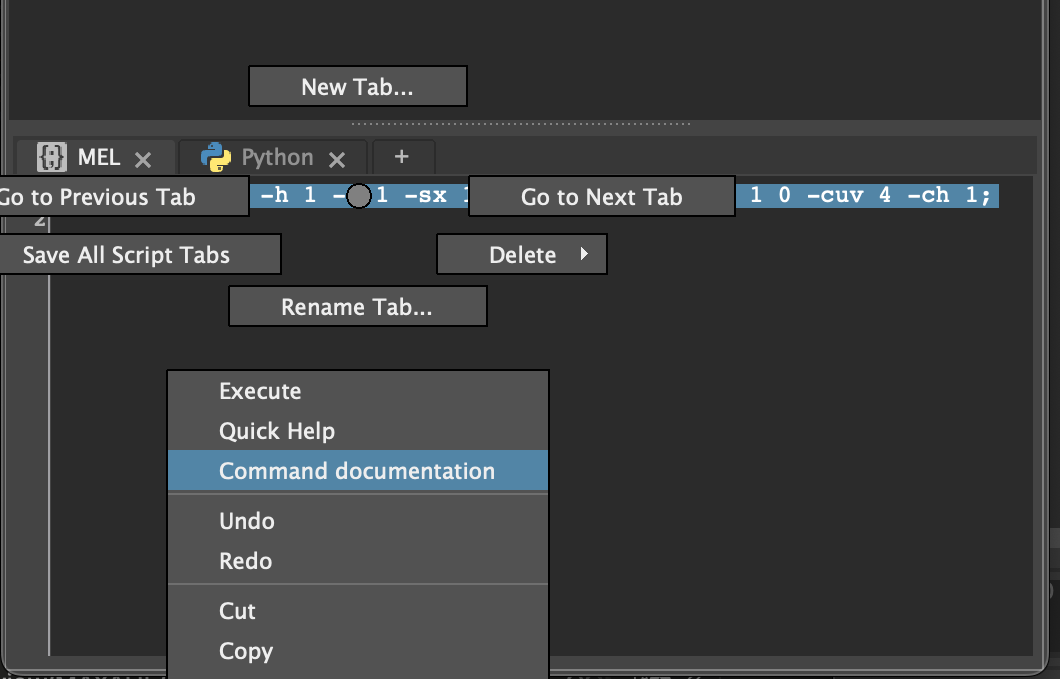 New Tab...
MEL Python +
Go to Previous Tab -h 1 - 1 -sx 1 Go to Next Tab 1 0 -cuv 4 -ch 1;
2
Save All Script Tabs Delete
Rename Tab...
Execute
Quick Help
Command documentation
Undo
Redo
Cut
Copy